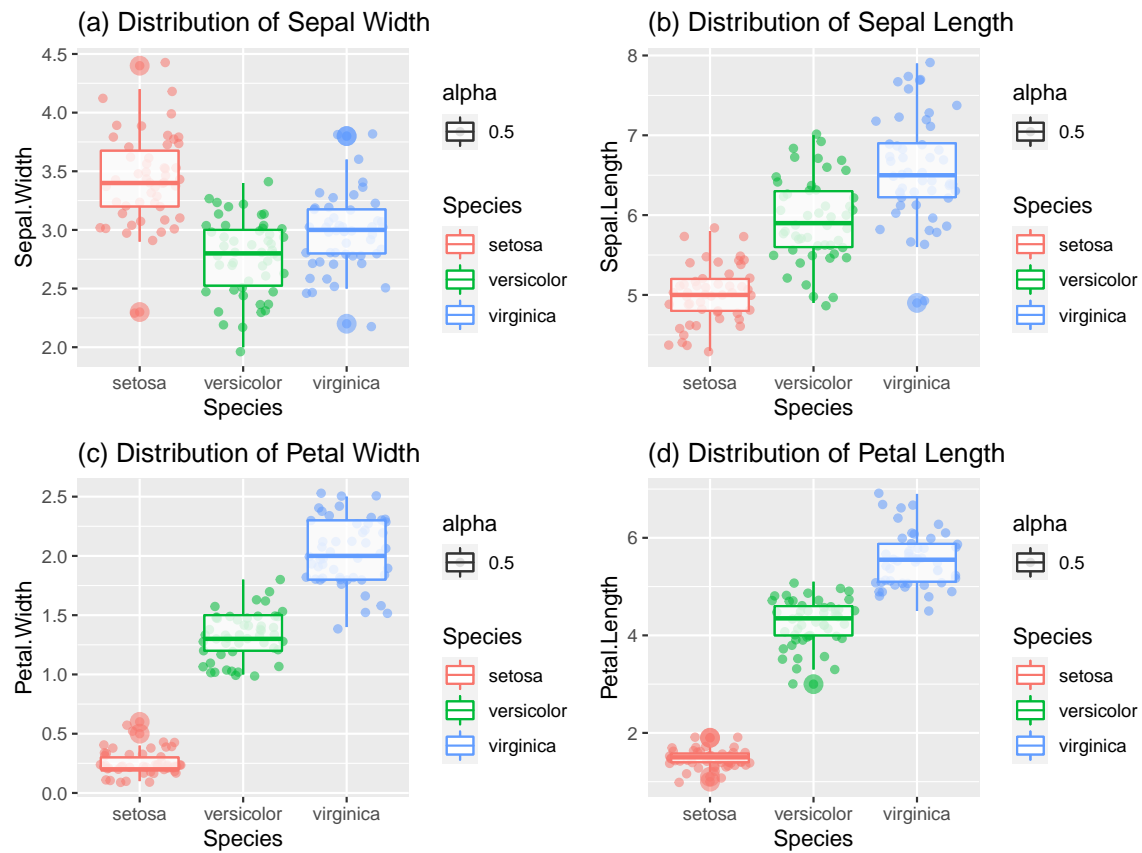 (a) Distribution of Sepal Width
4.5
4.0
3.5
3.0
2.5
2.0
Sepal.Width
setosa
versicolor
virginica
Species
alpha
0.5
Species
setosa
versicolor
virginica
(b) Distribution of Sepal Length
8
7
6
5
Sepal.Length
setosa
versicolor
virginica
Species
alpha
0.5
Species
setosa
versicolor
virginica
(c) Distribution of Petal Width
2.5
2.0
1.5
1.0
0.5
0.0
Petal.Width
setosa
versicolor
virginica
Species
alpha
0.5
Species
setosa
versicolor
virginica
(d) Distribution of Petal Length
6
4
2
Petal.Length
setosa
versicolor
virginica
Species
alpha
0.5
Species
setosa
versicolor
virginica